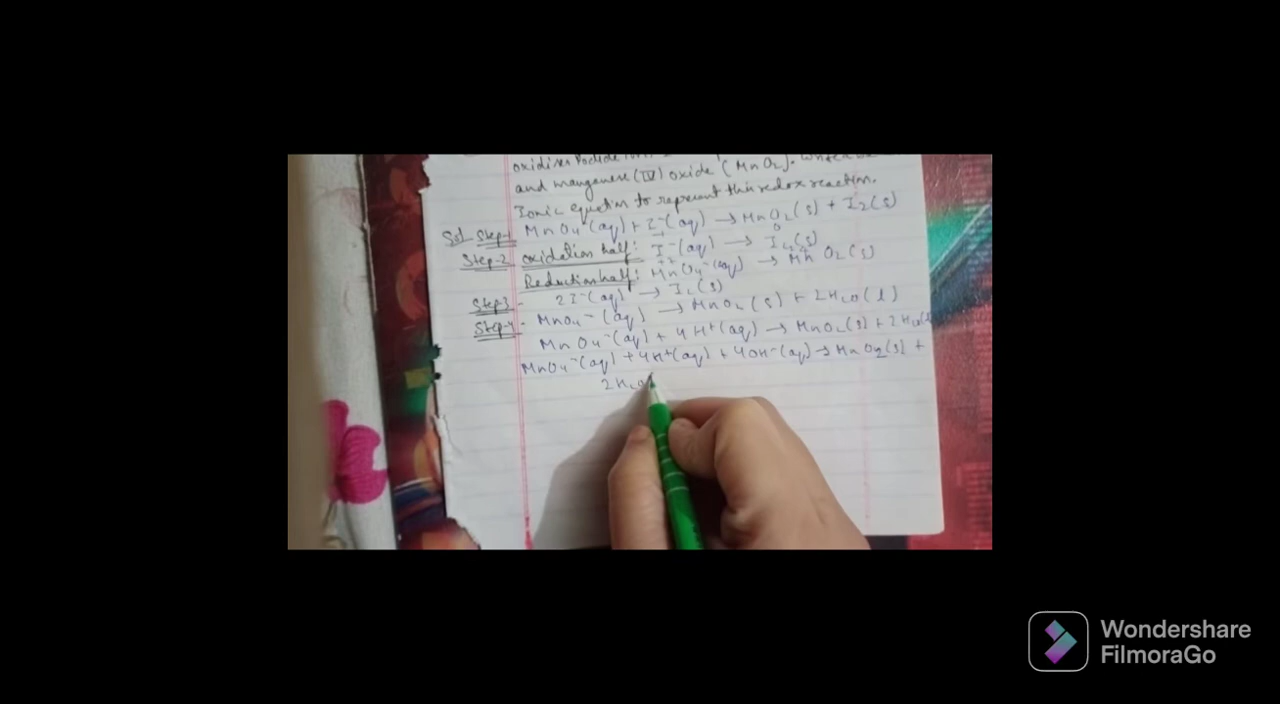 and manganese (IV) oxide (MnO2). Write a
Ionic equation to represent this redox reaction.
Sol Step-1 MnO4⁻(aq) + I⁻(aq) → MnO2(s) + I2(s)
Step-2 oxidation half: I⁻(aq) → I2(s)
Reduction half: MnO4⁻(aq) → MnO2(s)
Step-3 - 2I⁻(aq) → I2(s)
Step-4 - MnO4⁻(aq) → MnO2(s) + 2H2O(l)
MnO4⁻(aq) + 4H⁺(aq) → MnO2(s) + 2H2O(l
MnO4⁻(aq) + 4H⁺(aq) + 4OH⁻(aq) → MnO2(s) +
2H2O
Wondershare
FilmoraGo